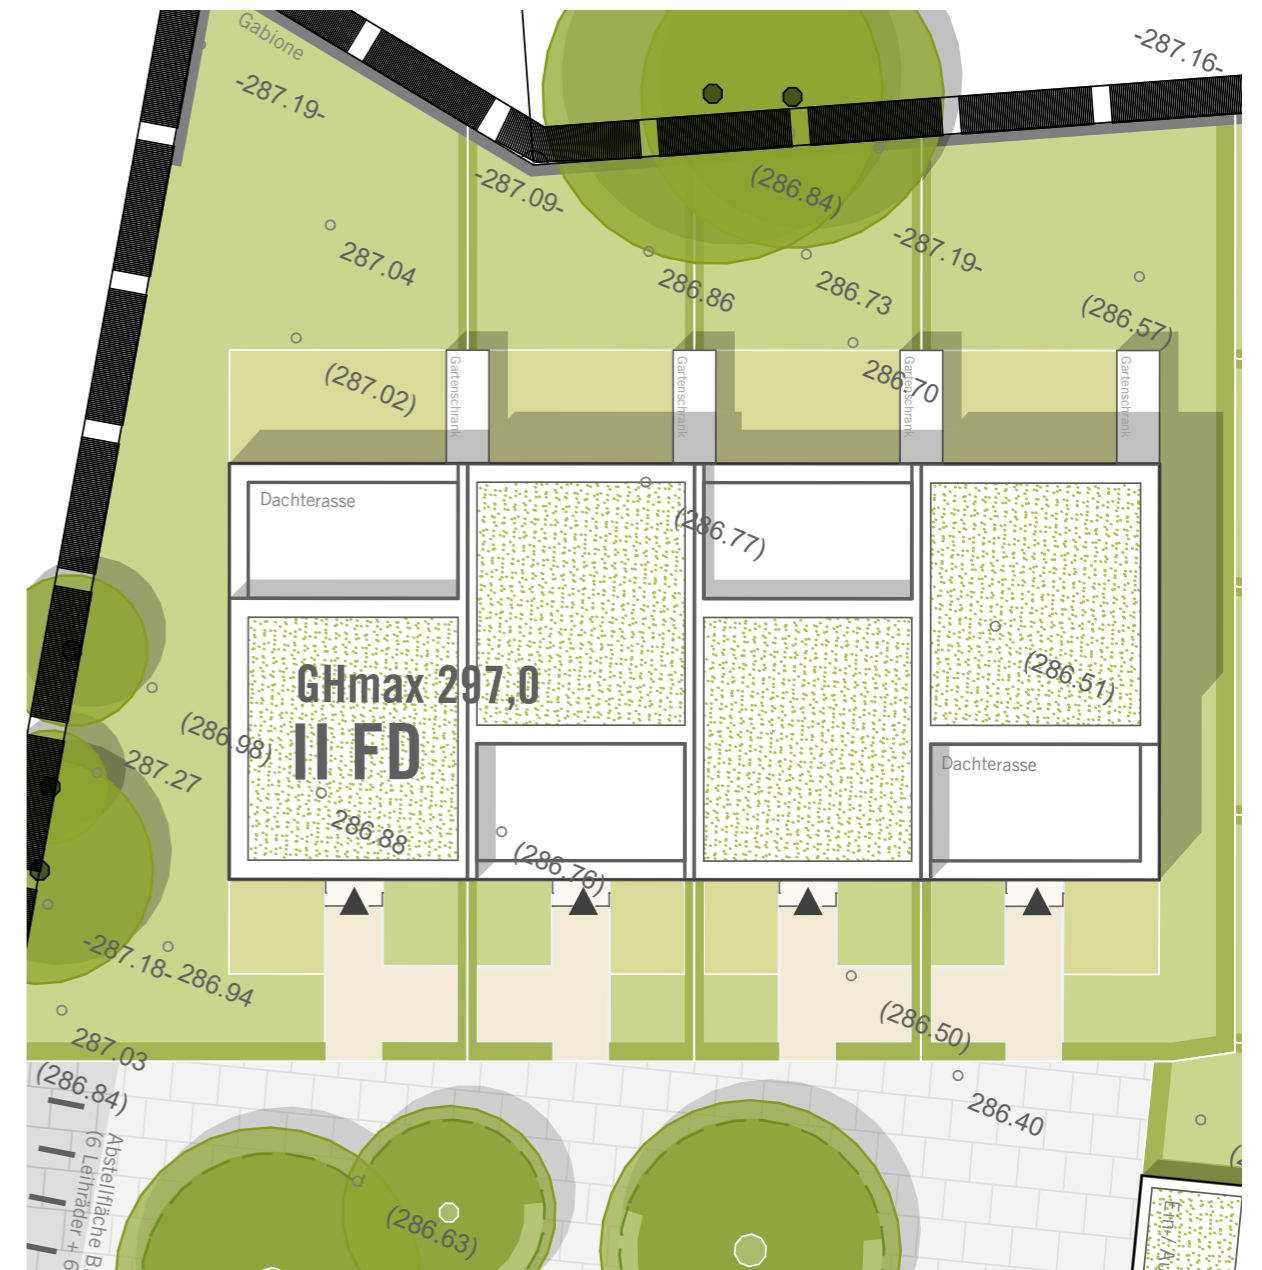 Gabione
-287.19-
-287.16-
-287.09-
(286.84)
287.04
286.86
286.73
-287.19-
(286.57)
(287.02)
286.70
Gartenschrank
Gartenschrank
Gartenschrank
Gartenschrank
Dachterasse
(286.77)
(286.51)
GHmax 297,0
II FD
(286.98)
287.27
286.88
(286.76)
Dachterasse
-287.18-
286.94
287.03
(286.50)
(286.84)
286.40
Abstellfläche
(6 Leihräder + 6
(286.63)